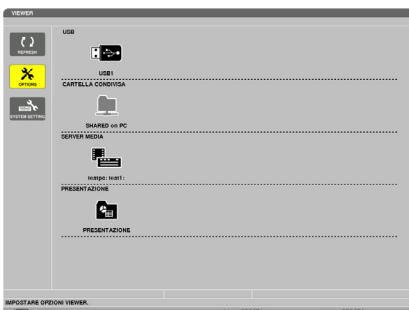 VIEWER
USB
REFRESH
USB1
OPTIONS
CARTELLA CONDIVISA
SYSTEM SETTING
SHARED on PC
SERVER MEDIA
PRESENTAZIONE
PRESENTAZIONE
IMPOSTARE OPZIONI VIEWER.